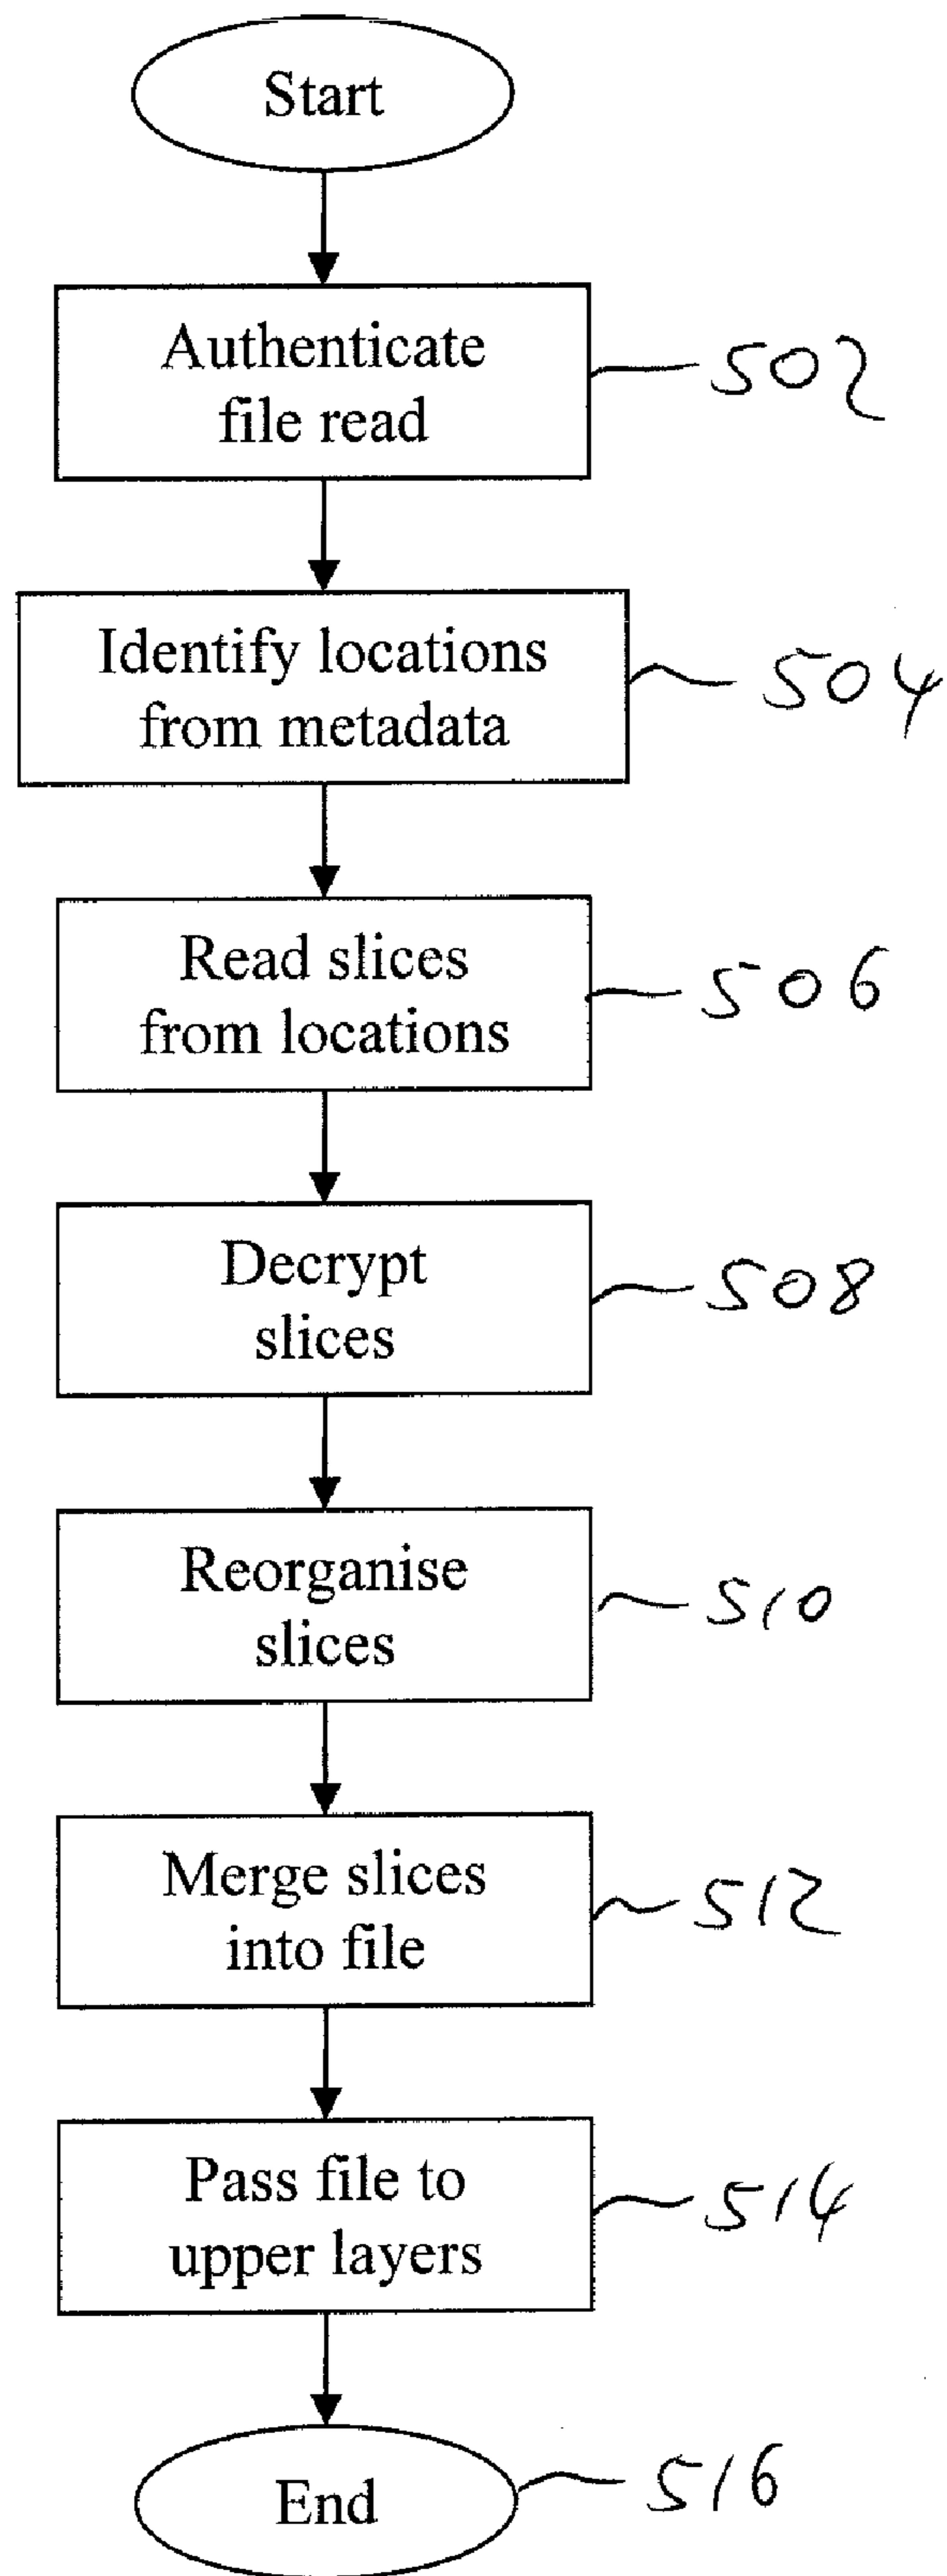 Start
Authenticate
file read
502
Identify locations
from metadata
504
Read slices
from locations
506
Decrypt
slices
508
Reorganise
slices
510
Merge slices
into file
512
Pass file to
upper layers
514
End
516